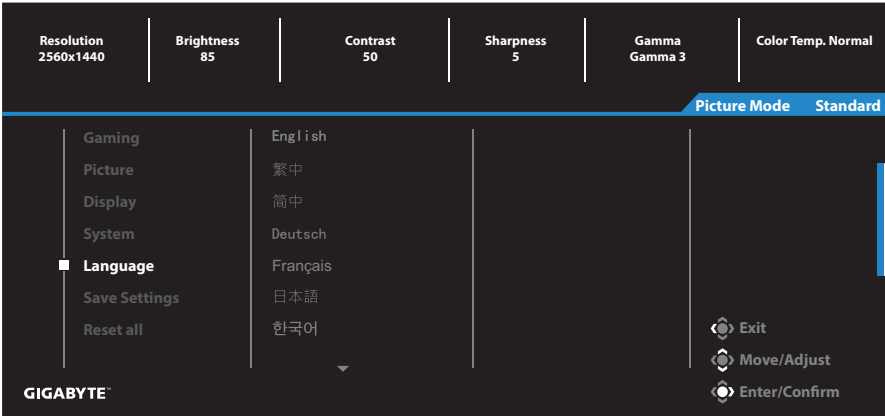 Resolution
2560x1440
Brightness
85
Contrast
50
Sharpness
5
Gamma
Gamma 3
Color Temp. Normal
Picture Mode Standard
Gaming
Picture
Display
System
Language
Save Settings
Reset all
English
繁中
简中
Deutsch
Français
日本語
한국어
Exit
Move/Adjust
Enter/Confirm
GIGABYTE™